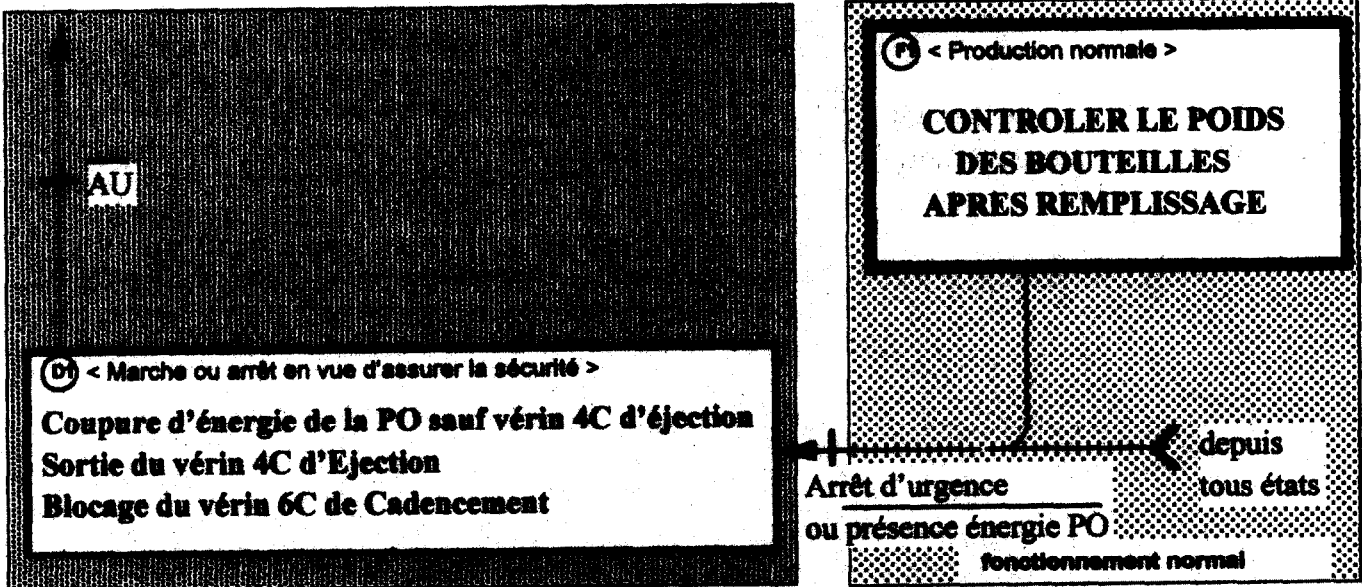 F1 < Production normale >
CONTROLER LE POIDS
DES BOUTEILLES
APRES REMPLISSAGE
AU
D1 < Marche ou arrêt en vue d'assurer la sécurité >
Coupure d'énergie de la PO sauf vérin 4C d'éjection
Sortie du vérin 4C d'Ejection
Blocage du vérin 6C de Cadencement
depuis
tous états
Arrêt d'urgence
ou présence énergie PO
fonctionnement normal